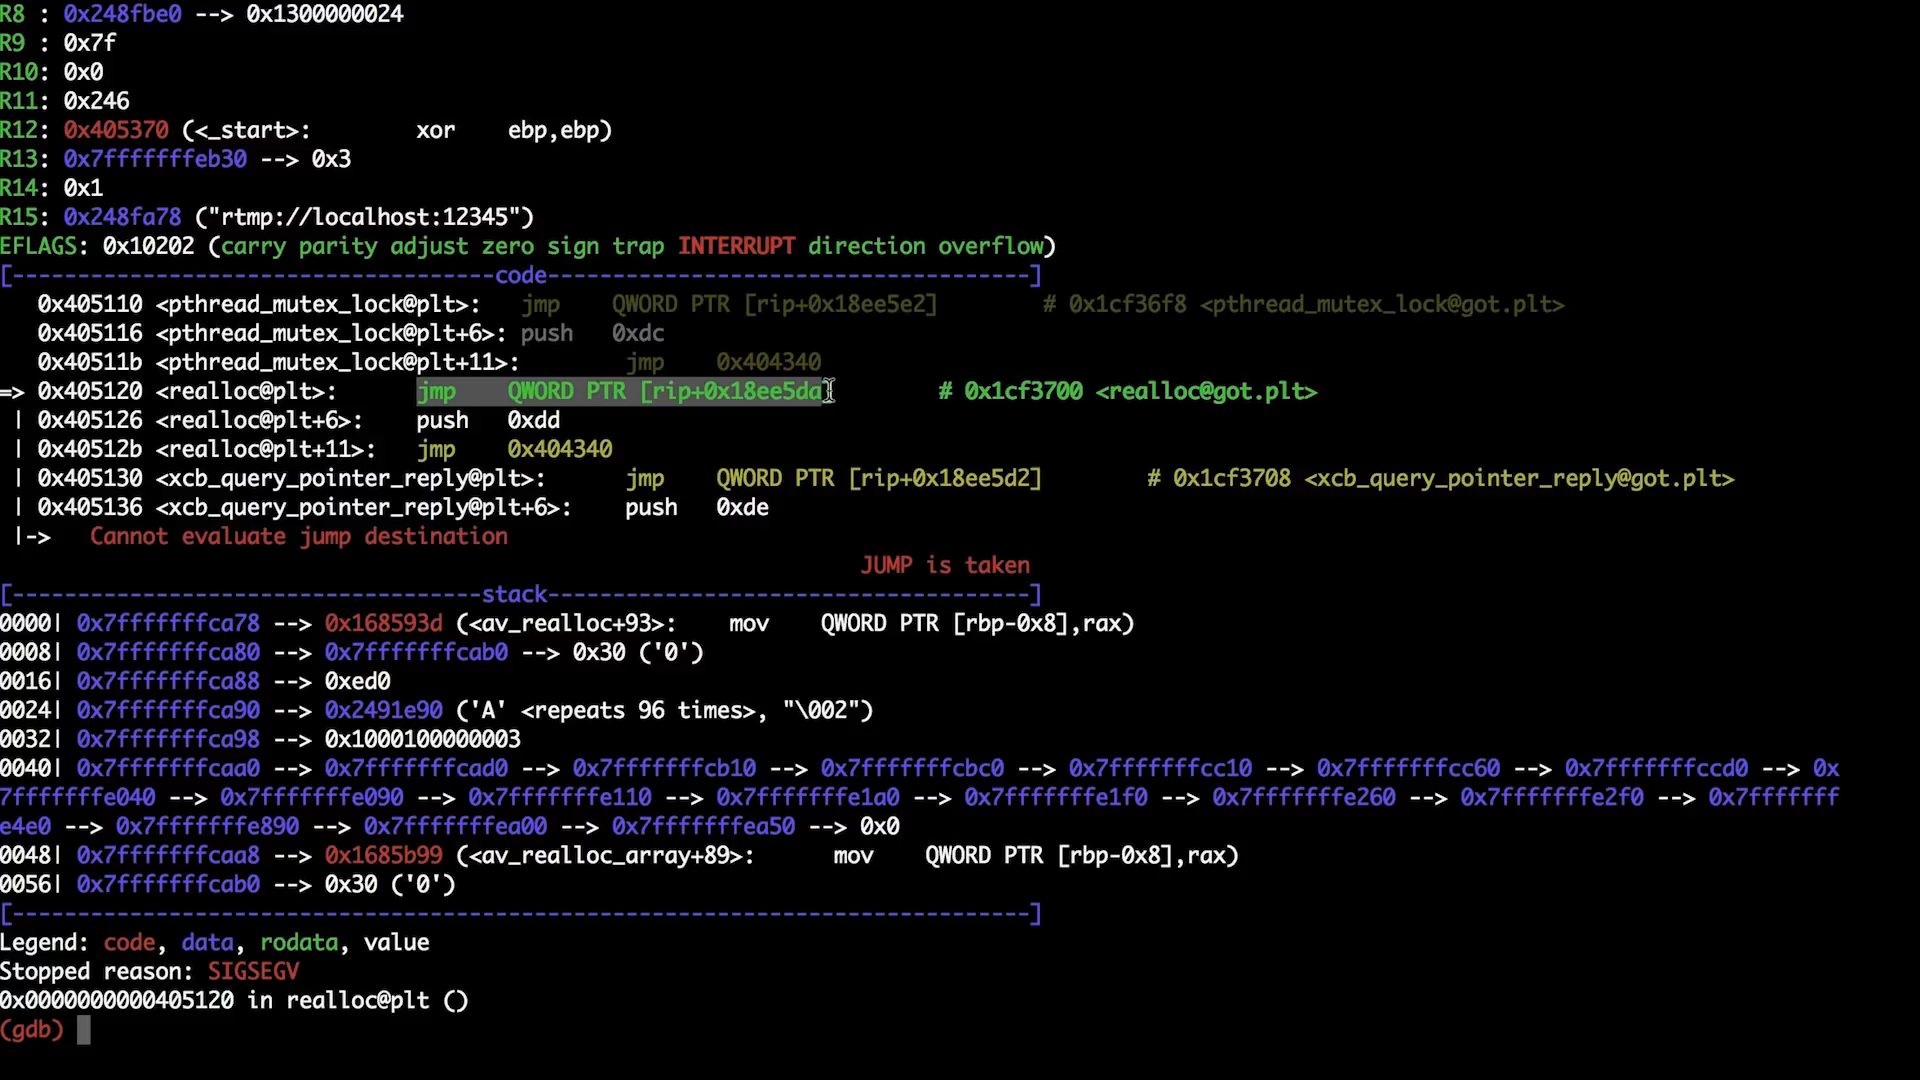 R8 : 0x248fbe0 --> 0x1300000024
R9 : 0x7f
R10: 0x0
R11: 0x246
R12: 0x405370 (<_start>:        xor    ebp,ebp)
R13: 0x7fffffffeb30 --> 0x3
R14: 0x1
R15: 0x248fa78 ("rtmp://localhost:12345")
EFLAGS: 0x10202 (carry parity adjust zero sign trap INTERRUPT direction overflow)
[-------------------------------------code-------------------------------------]
   0x405110 <pthread_mutex_lock@plt>:   jmp    QWORD PTR [rip+0x18ee5e2]        # 0x1cf36f8 <pthread_mutex_lock@got.plt>
   0x405116 <pthread_mutex_lock@plt+6>: push   0xdc
   0x40511b <pthread_mutex_lock@plt+11>:        jmp    0x404340
=> 0x405120 <realloc@plt>:      jmp    QWORD PTR [rip+0x18ee5da]        # 0x1cf3700 <realloc@got.plt>
 | 0x405126 <realloc@plt+6>:    push   0xdd
 | 0x40512b <realloc@plt+11>:   jmp    0x404340
 | 0x405130 <xcb_query_pointer_reply@plt>:      jmp    QWORD PTR [rip+0x18ee5d2]        # 0x1cf3708 <xcb_query_pointer_reply@got.plt>
 | 0x405136 <xcb_query_pointer_reply@plt+6>:    push   0xde
 |->   Cannot evaluate jump destination
                                                                  JUMP is taken
[------------------------------------stack-------------------------------------]
0000| 0x7fffffffca78 --> 0x168593d (<av_realloc+93>:    mov    QWORD PTR [rbp-0x8],rax)
0008| 0x7fffffffca80 --> 0x7fffffffcab0 --> 0x30 ('0')
0016| 0x7fffffffca88 --> 0xed0
0024| 0x7fffffffca90 --> 0x2491e90 ('A' <repeats 96 times>, "\002")
0032| 0x7fffffffca98 --> 0x1000100000003
0040| 0x7fffffffcaa0 --> 0x7fffffffcad0 --> 0x7fffffffcb10 --> 0x7fffffffcbc0 --> 0x7fffffffcc10 --> 0x7fffffffcc60 --> 0x7fffffffccd0 --> 0x
7fffffffe040 --> 0x7fffffffe090 --> 0x7fffffffe110 --> 0x7fffffffe1a0 --> 0x7fffffffe1f0 --> 0x7fffffffe260 --> 0x7fffffffe2f0 --> 0x7fffffff
e4e0 --> 0x7fffffffe890 --> 0x7fffffffea00 --> 0x7fffffffea50 --> 0x0
0048| 0x7fffffffcaa8 --> 0x1685b99 (<av_realloc_array+89>:      mov    QWORD PTR [rbp-0x8],rax)
0056| 0x7fffffffcab0 --> 0x30 ('0')
[------------------------------------------------------------------------------]
Legend: code, data, rodata, value
Stopped reason: SIGSEGV
0x0000000000405120 in realloc@plt ()
(gdb)